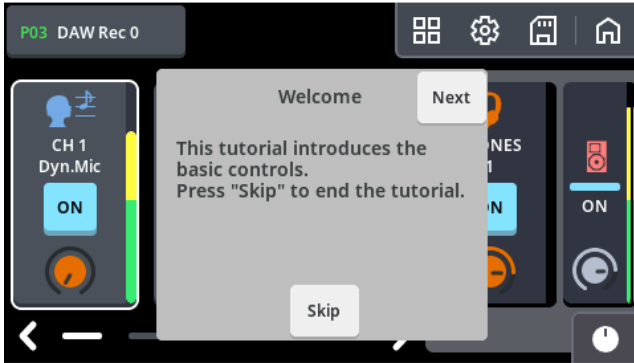 P03 DAW Rec 0
Welcome
Next
CH 1
Dyn.Mic
ON
This tutorial introduces the
basic controls.
Press "Skip" to end the tutorial.
Skip
1
ON